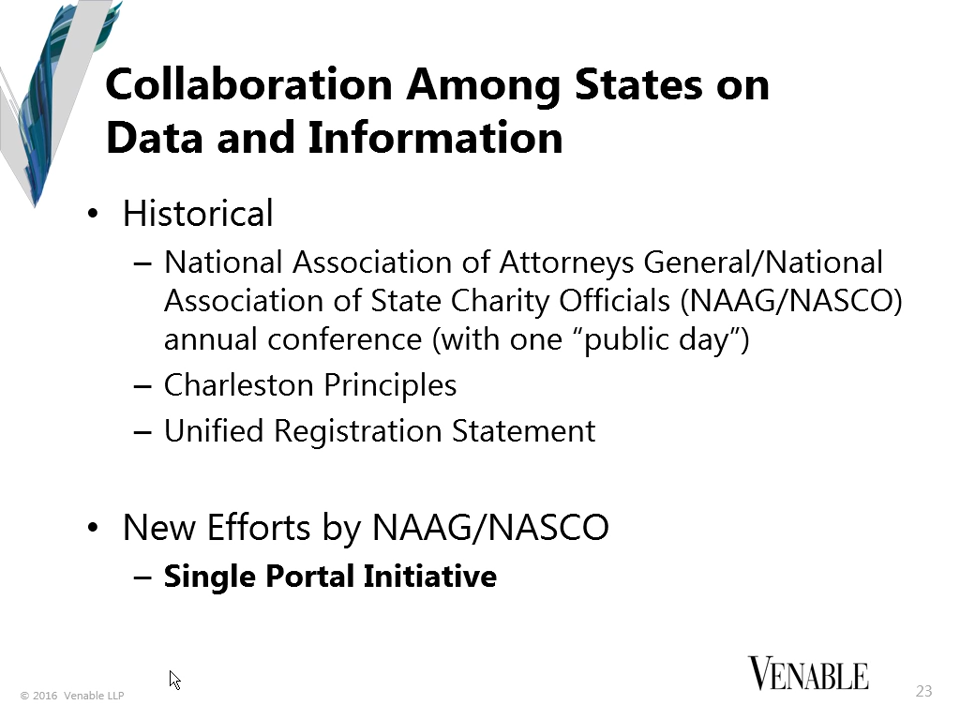 Collaboration Among States on
Data and Information
• Historical
– National Association of Attorneys General/National
Association of State Charity Officials (NAAG/NASCO)
annual conference (with one “public day”)
– Charleston Principles
– Unified Registration Statement
• New Efforts by NAAG/NASCO
– Single Portal Initiative
© 2016 Venable LLP
VENABLE
23